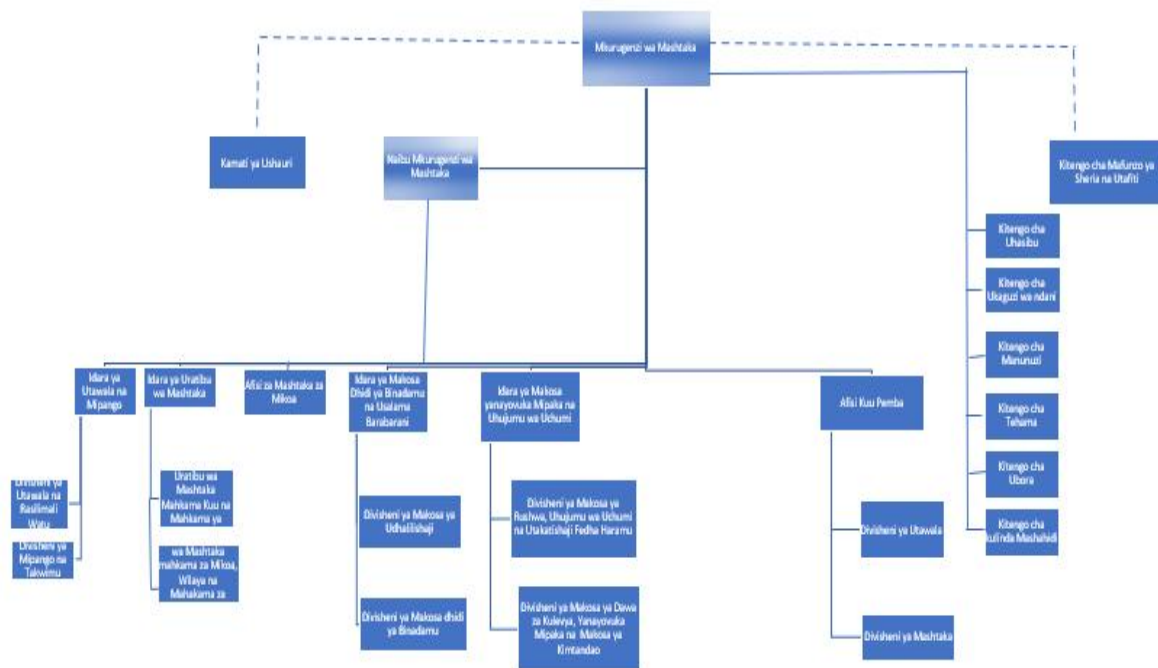 Mkurugenzi wa Mashtaka
Kamati ya Ushauri
Naibu Mkurugenzi wa
Mashtaka
Kitengo cha Mafunzo ya
Sheria na Utafiti
Kitengo cha
Uhasibu
Kitengo cha
Ukaguzi wa ndani
Kitengo cha
Manunuzi
Kitengo cha
Tehama
Kitengo cha
Ubora
Kitengo cha
kulinda Mashahidi
Idara ya
Utawala na
Mipango
Idara ya Uratibu
wa Mashtaka
Afisi za Mashtaka za
Mikoa
Idara ya Makosa
Dhidi ya Binadamu
na Usalama
Barabarani
Idara ya Makosa
yanayovuka Mipaka na
Uhujumu wa Uchumi
Afisi Kuu Pemba
Divisheni ya
Utawala na
Rasilimali
Watu
Divisheni ya
Mipango na
Takwimu
Uratibu wa
Mashtaka
Mahkama Kuu na
Mahkama ya
wa Mashtaka
mahkama za Mikoa,
Wilaya na
Mahakama za
Divisheni ya Makosa ya
Udhalilishaji
Divisheni ya Makosa dhidi
ya Binadamu
Divisheni ya Makosa ya
Rushwa, Uhujumu wa Uchumi
na Utakatishaji Fedha Haramu
Divisheni ya Makosa ya Dawa
za Kulevya, Yanayovuka
Mipaka na Makosa ya
Kimtandao
Divisheni ya Utawala
Divisheni ya Mashtaka